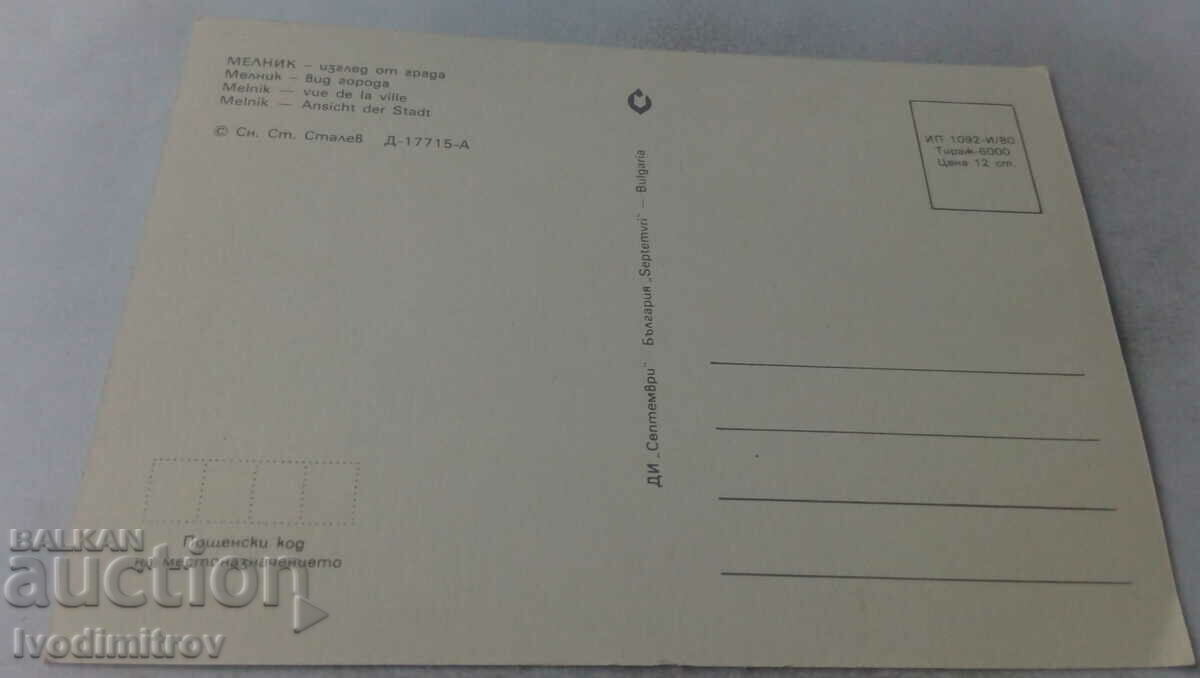 МЕЛНИК – изглед от града
Мелник – Вид города
Melnik — vue de la ville
Melnik — Ansicht der Stadt
© Сн. Ст. Сталев Д-17715-А
ДИ „Септември" — България „Septemvri" — Bulgaria
ИП 1092-И/80
Тираж-6000
Цена 12 ст.
Пощенски код
на местоназначението
BALKAN
auction
Ivodimitrov